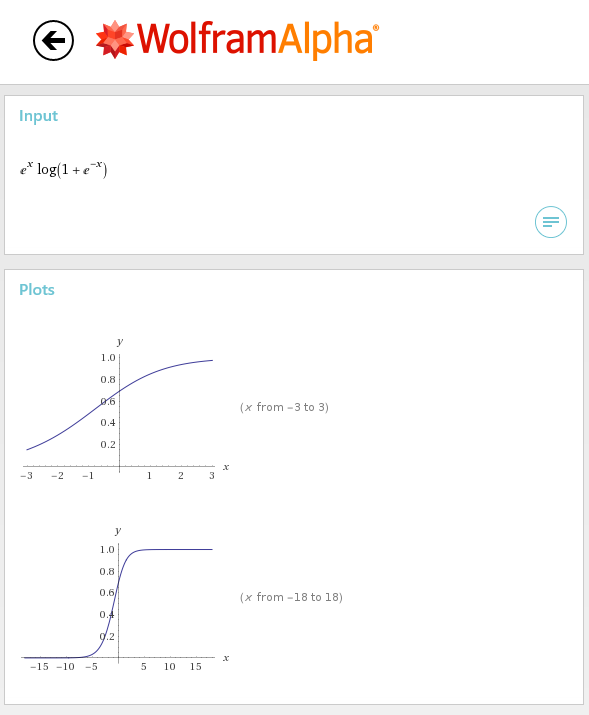 WolframAlpha®
Input
eˣ log(1 + e⁻ˣ)
Plots
y
1.0
0.8
0.6
0.4
0.2
−3 −2 −1 1 2 3 x
(x from −3 to 3)
y
1.0
0.8
0.6
0.4
0.2
−15 −10 −5 5 10 15 x
(x from −18 to 18)